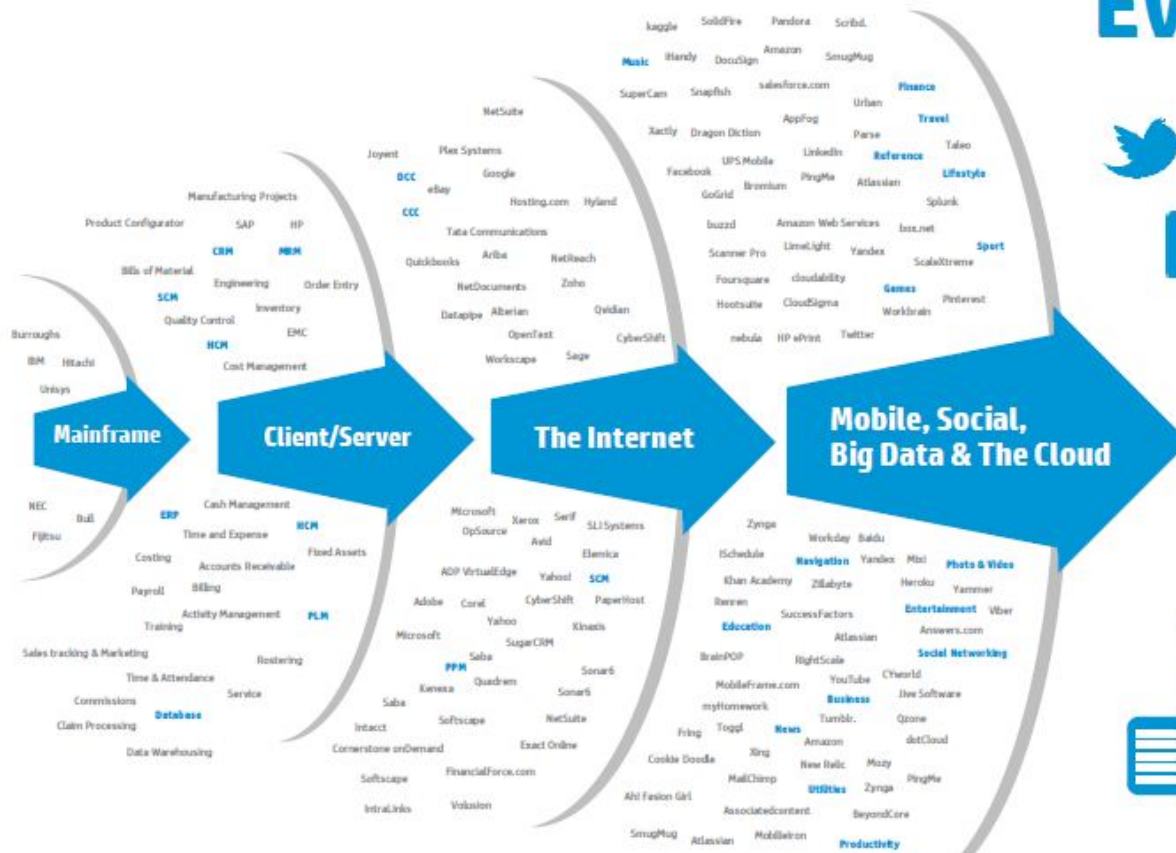 Burroughs
IBM Hitachi
Unisys
Mainframe
NEC
Bull
Fijitsu
Manufacturing Projects
Product Configurator SAP HP
CRM MRM
Bills of Material
Engineering Order Entry
SCM
Inventory
Quality Control
EMC
HCM
Cost Management
Client/Server
Cash Management
ERP
HCM
Time and Expense
Fixed Assets
Costing
Accounts Receivable
Payroll Billing
Activity Management PLM
Training
Sales tracking & Marketing
Rostering
Time & Attendance
Service
Commissions
Database
Claim Processing
Data Warehousing
NetSuite
Joyent Plex Systems
DCC Google
eBay
Hosting.com Hyland
CCC
Tata Communications
Quickbooks Ariba NetReach
NetDocuments Zoho
Datapipe Alterian Qvidian
OpenText CyberShift
Workscape Sage
The Internet
Microsoft Xerox Serif SLI Systems
OpSource Avid
Elemica
ADP VirtualEdge Yahoo! SCM
Adobe Corel CyberShift PaperHost
Yahoo
Microsoft Kinaxis
SugarCRM
Saba
PPM Sonar6
Kenexa Quadrem
Saba Sonar6
Softscape NetSuite
Intacct
Cornerstone onDemand Exact Online
FinancialForce.com
Softscape
IntraLinks Volusion
kaggle SolidFire Pandora Scribd.
Music iHandy DocuSign Amazon SmugMug
SuperCam Snapfish salesforce.com Finance
Urban
AppFog Travel
Xactly Dragon Diction Parse
Taleo
Facebook UPS Mobile LinkedIn Reference
GoGrid Bromium PingMe Atlassian Lifestyle
Splunk
buzzd Amazon Web Services box.net
Scanner Pro LimeLight Yandex Sport
ScaleXtreme
Foursquare cloudability Games
Hootsuite CloudSigma Pinterest
Workbrain
nebula HP ePrint Twitter
Mobile, Social,
Big Data & The Cloud
Zynga
Workday Baidu
iSchedule Navigation Yandex Mixi Photo & Video
Khan Academy Zillabyte Heroku Yammer
Renren
SuccessFactors Entertainment Viber
Education Atlassian Answers.com
BrainPOP RightScale Social Networking
MobileFrame.com YouTube CYworld
myHomework Business Jive Software
Fring Toggl News Tumblr. Qzone
Xing Amazon dotCloud
Cookie Doodle New Relic Mozy
MailChimp PingMe
Ah! Fasion Girl Utilities Zynga
Associatedcontent BeyondCore
SmugMug Atlassian MobileIron Productivity